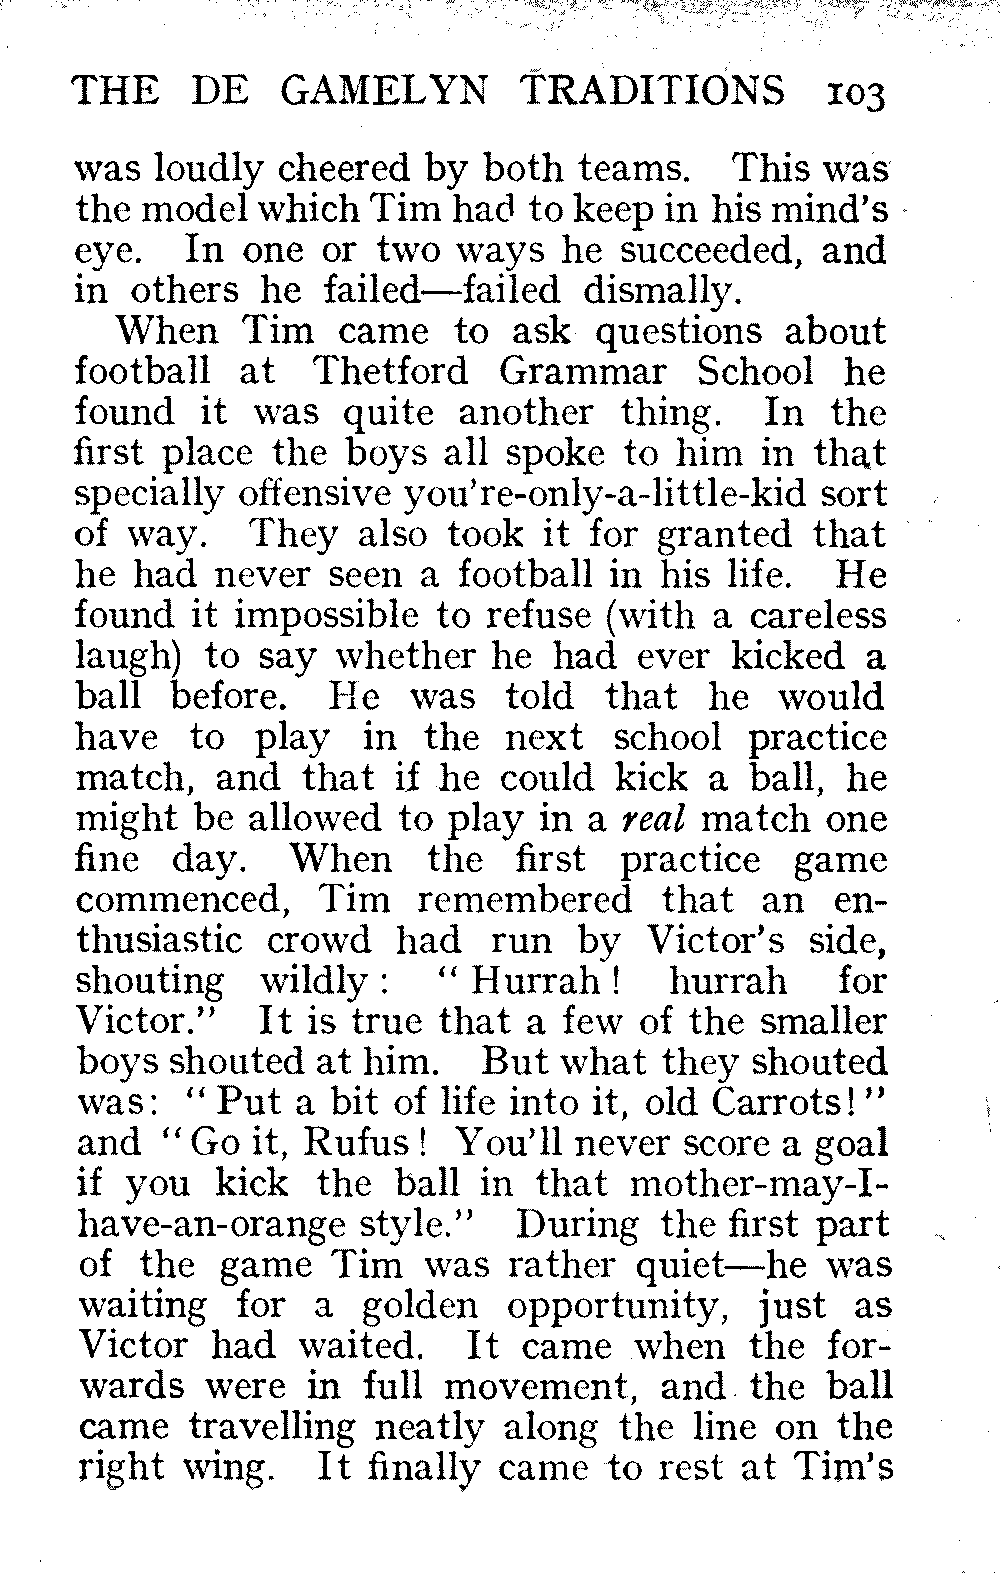 THE DE GAMELYN TRADITIONS 103
was loudly cheered by both teams. This was
the model which Tim had to keep in his mind's
eye. In one or two ways he succeeded, and
in others he failed—failed dismally.
When Tim came to ask questions about
football at Thetford Grammar School he
found it was quite another thing. In the
first place the boys all spoke to him in that
specially offensive you're-only-a-little-kid sort
of way. They also took it for granted that
he had never seen a football in his life. He
found it impossible to refuse (with a careless
laugh) to say whether he had ever kicked a
ball before. He was told that he would
have to play in the next school practice
match, and that if he could kick a ball, he
might be allowed to play in a real match one
fine day. When the first practice game
commenced, Tim remembered that an en-
thusiastic crowd had run by Victor's side,
shouting wildly: "Hurrah! hurrah for
Victor." It is true that a few of the smaller
boys shouted at him. But what they shouted
was: "Put a bit of life into it, old Carrots!"
and "Go it, Rufus! You'll never score a goal
if you kick the ball in that mother-may-I-
have-an-orange style." During the first part
of the game Tim was rather quiet—he was
waiting for a golden opportunity, just as
Victor had waited. It came when the for-
wards were in full movement, and the ball
came travelling neatly along the line on the
right wing. It finally came to rest at Tim's